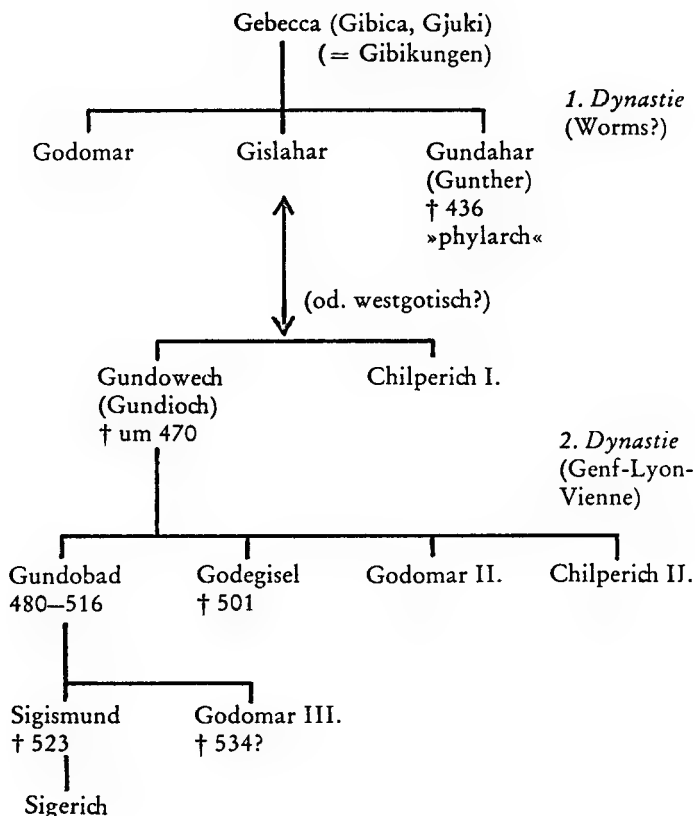 Gebecca (Gibica, Gjuki)
(= Gibikungen)
1. Dynastie
(Worms?)
Godomar
Gislahar
Gundahar
(Gunther)
† 436
»phylarch«
(od. westgotisch?)
Gundowech
(Gundioch)
† um 470
Chilperich I.
2. Dynastie
(Genf-Lyon-
Vienne)
Gundobad
480—516
Godegisel
† 501
Godomar II.
Chilperich II.
Sigismund
† 523
Godomar III.
† 534?
Sigerich